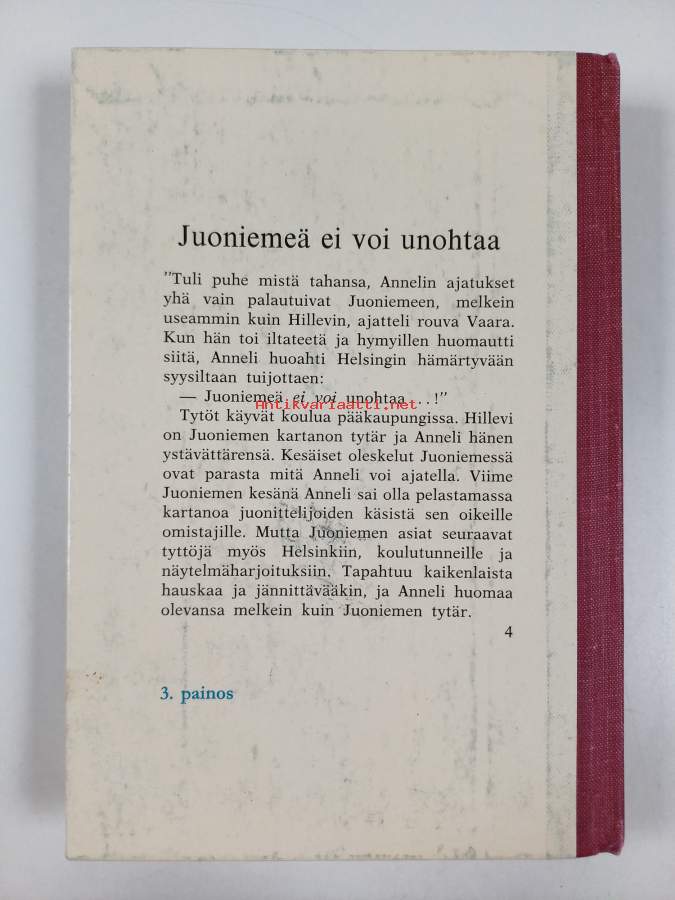 Juoniemeä ei voi unohtaa
"Tuli puhe mistä tahansa, Annelin ajatukset
yhä vain palautuivat Juoniemeen, melkein
useammin kuin Hillevin, ajatteli rouva Vaara.
Kun hän toi iltateetä ja hymyillen huomautti
siitä, Anneli huoahti Helsingin hämärtyvään
syysiltaan tuijottaen:
— Juoniemeä ei voi unohtaa . . !"
Antikvariaatti.net
Tytöt käyvät koulua pääkaupungissa. Hillevi
on Juoniemen kartanon tytär ja Anneli hänen
ystävättärensä. Kesäiset oleskelut Juoniemessä
ovat parasta mitä Anneli voi ajatella. Viime
Juoniemen kesänä Anneli sai olla pelastamassa
kartanoa juonittelijoiden käsistä sen oikeille
omistajille. Mutta Juoniemen asiat seuraavat
tyttöjä myös Helsinkiin, koulutunneille ja
näytelmäharjoituksiin. Tapahtuu kaikenlaista
hauskaa ja jännittävääkin, ja Anneli huomaa
olevansa melkein kuin Juoniemen tytär.
4
3. painos